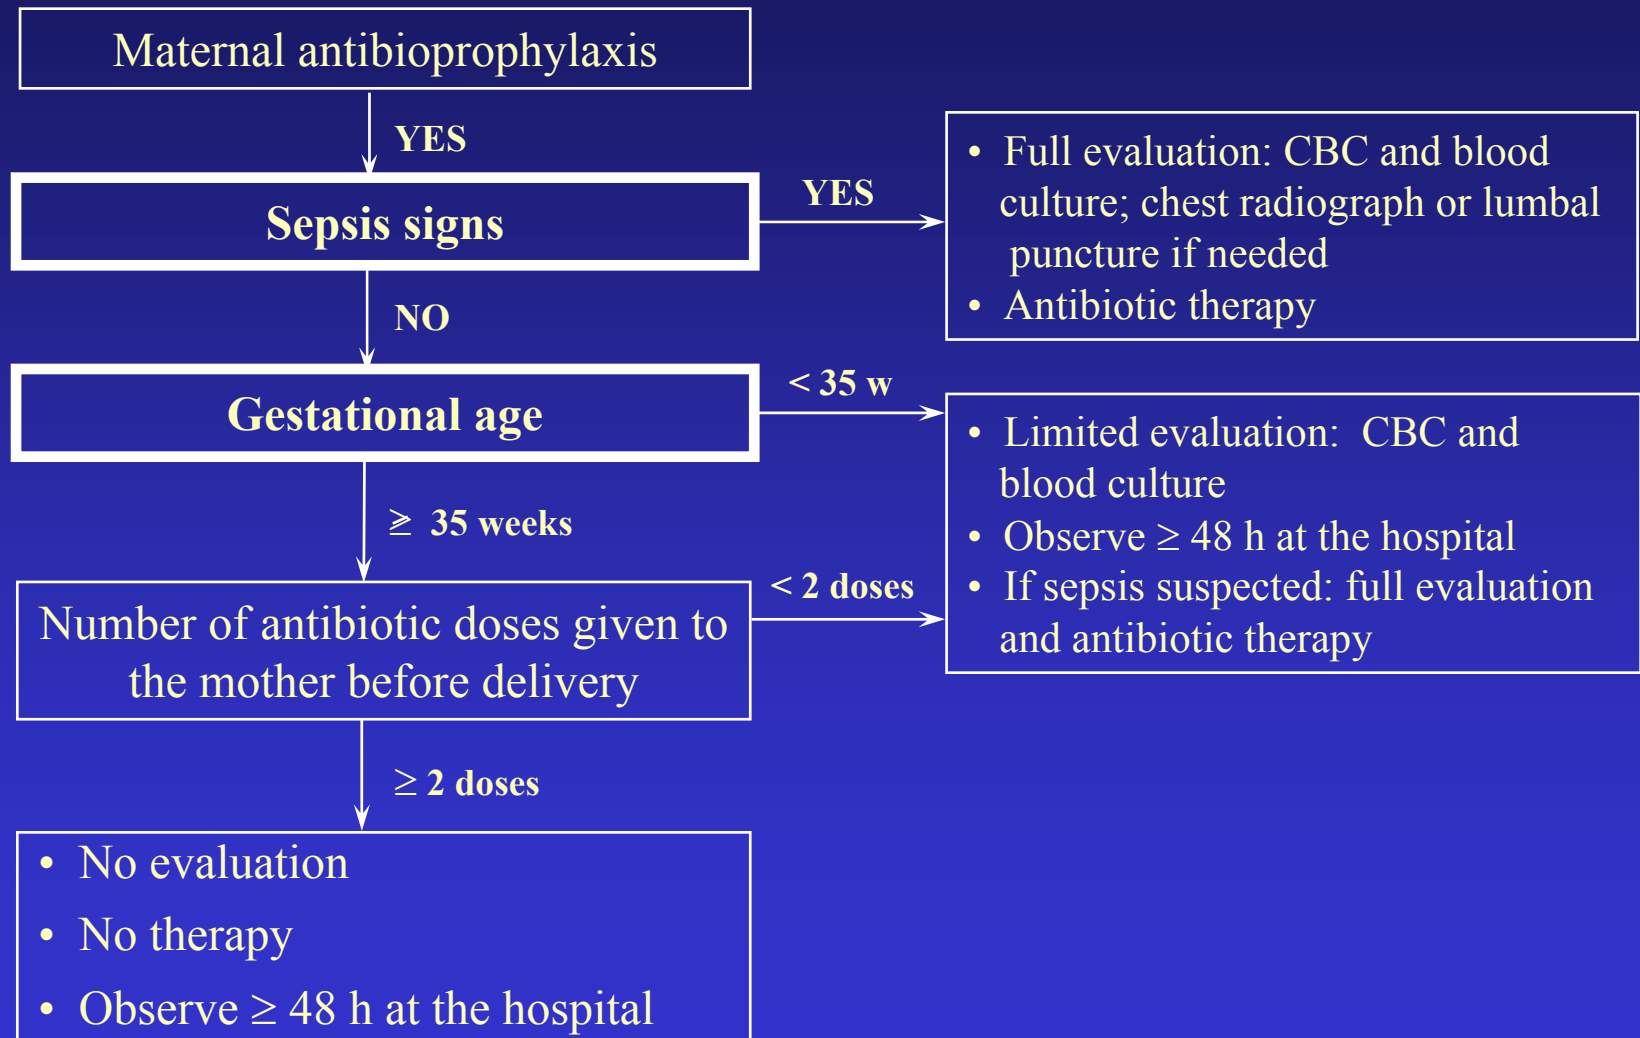 Maternal antibioprophylaxis
YES
Sepsis signs
YES
• Full evaluation: CBC and blood
culture; chest radiograph or lumbal
puncture if needed
• Antibiotic therapy
NO
Gestational age
< 35 w
• Limited evaluation: CBC and
blood culture
• Observe ≥ 48 h at the hospital
• If sepsis suspected: full evaluation
and antibiotic therapy
≥ 35 weeks
Number of antibiotic doses given to
the mother before delivery
< 2 doses
≥ 2 doses
• No evaluation
• No therapy
• Observe ≥ 48 h at the hospital